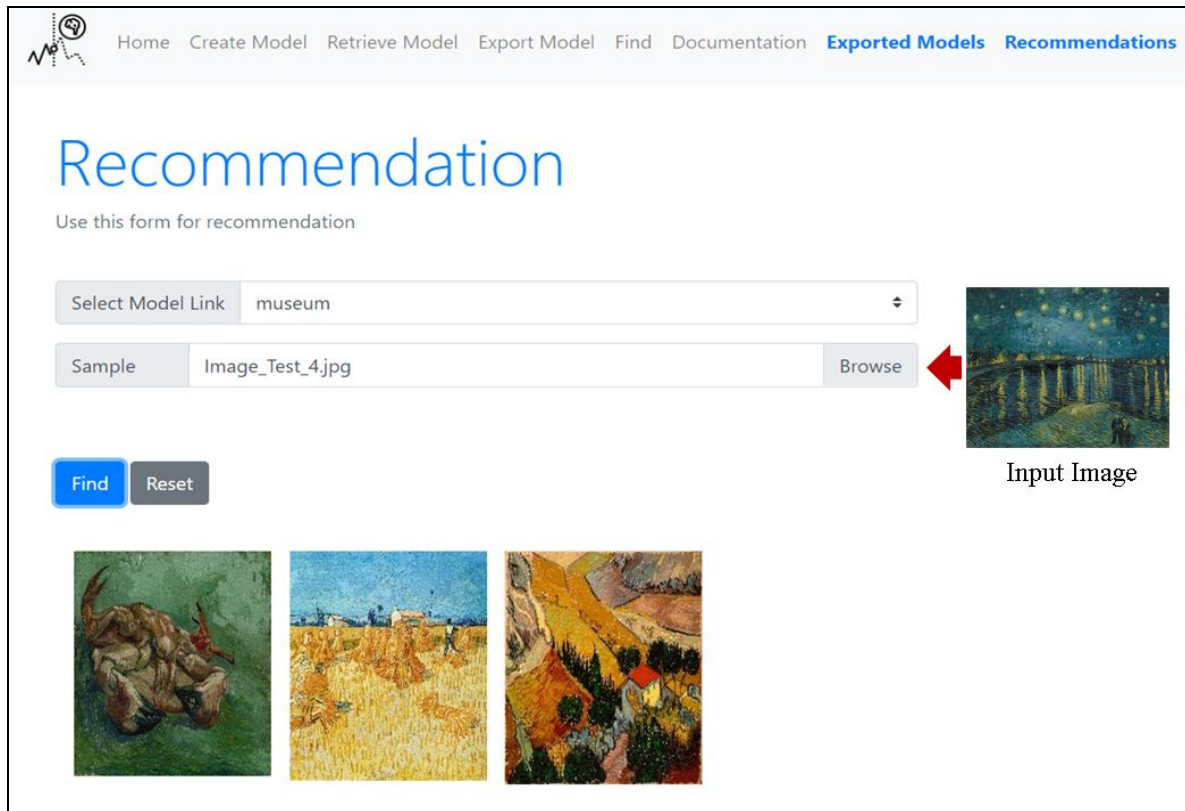 Home Create Model Retrieve Model Export Model Find Documentation Exported Models Recommendations
Recommendation
Use this form for recommendation
Select Model Link museum
Sample Image_Test_4.jpg Browse
Input Image
Find Reset